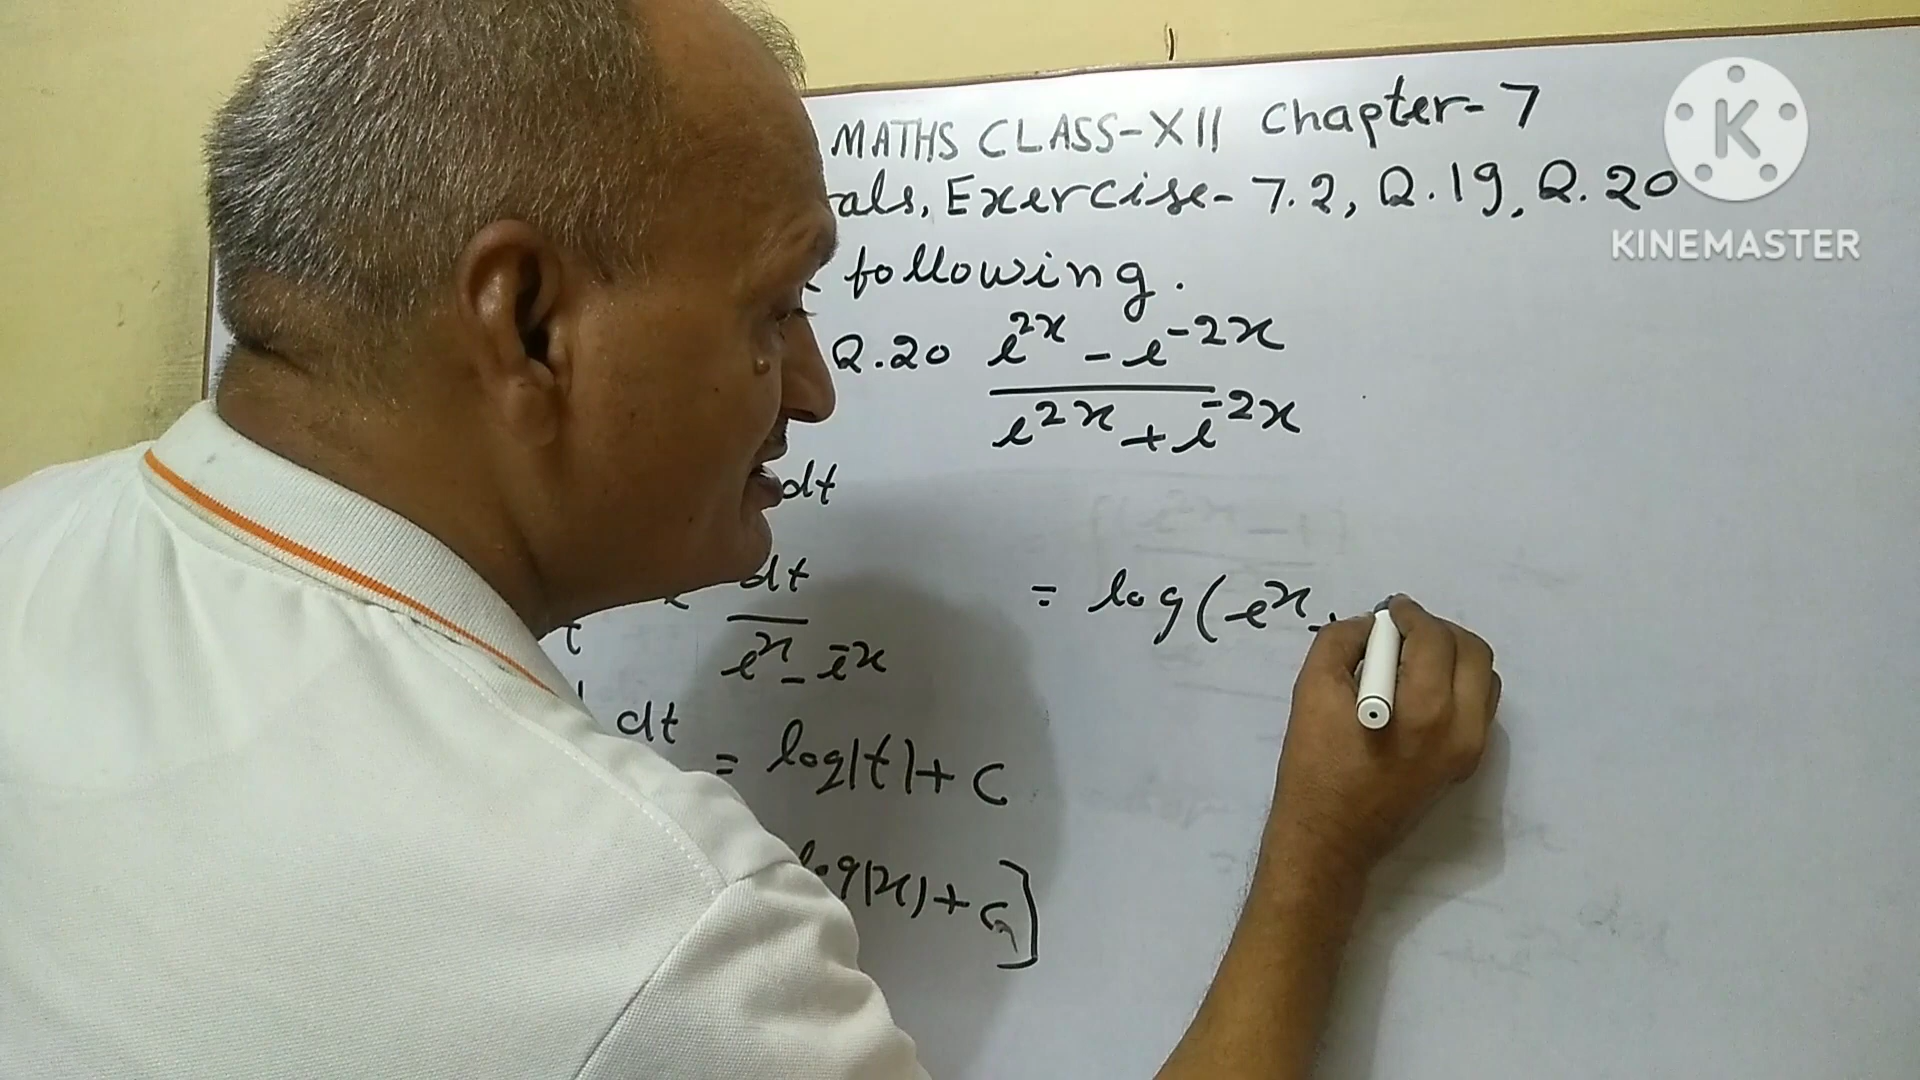 MATHS CLASS-XII Chapter-7
als, Exercise-7.2, Q.19, Q.20
following.
Q.20 e^2x - e^-2x
e^2x + e^-2x
dt
dt
t
e^x - e^-x
dt = log|t|+C
log|x|+C]
= log(e^x +
K
KINEMASTER